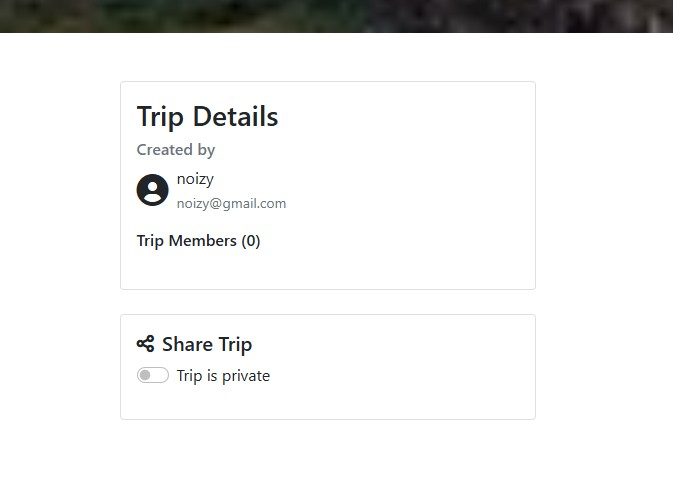 Trip Details
Created by
noizy
noizy@gmail.com
Trip Members (0)
Share Trip
Trip is private